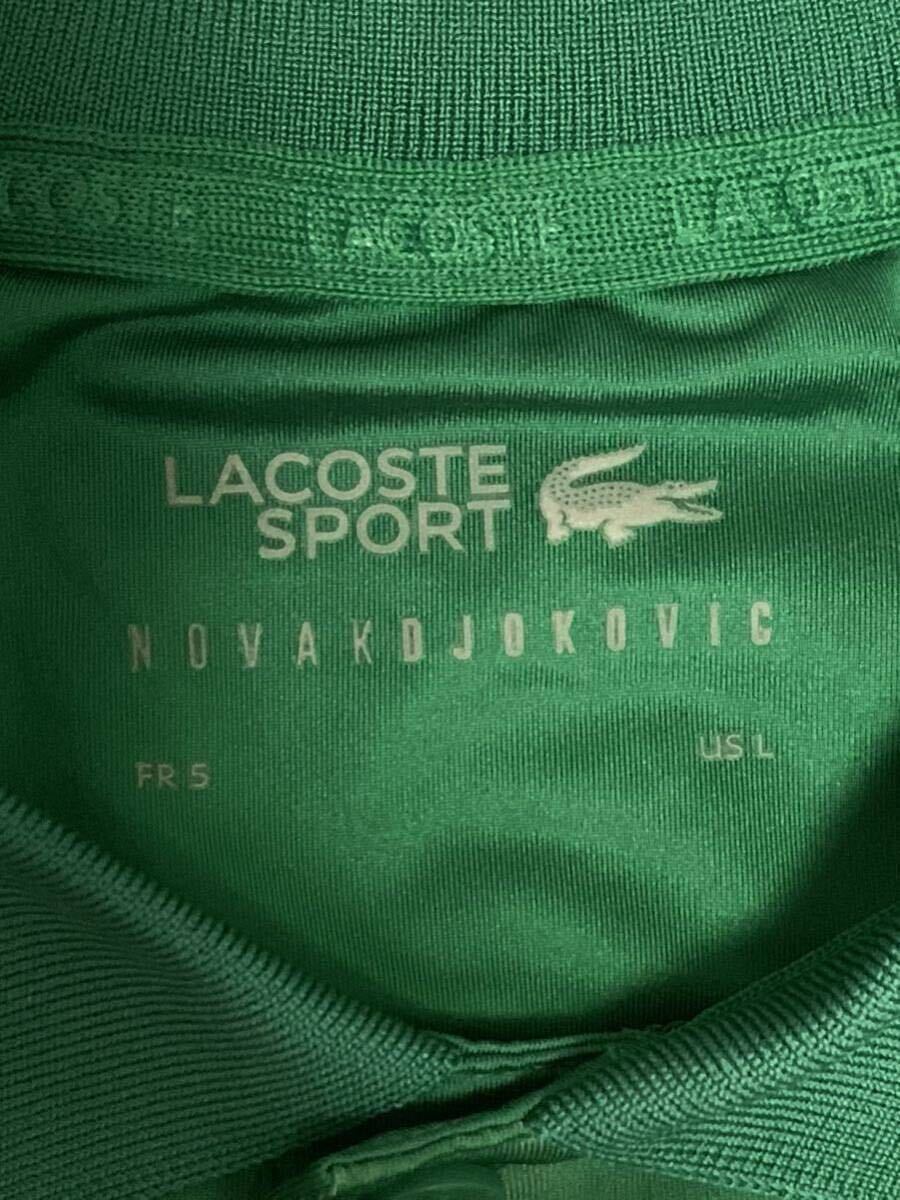 LACOSTE LACOSTE LACOSTE
LACOSTE
SPORT
NOVAKDJOKOVIC
FR 5 US L